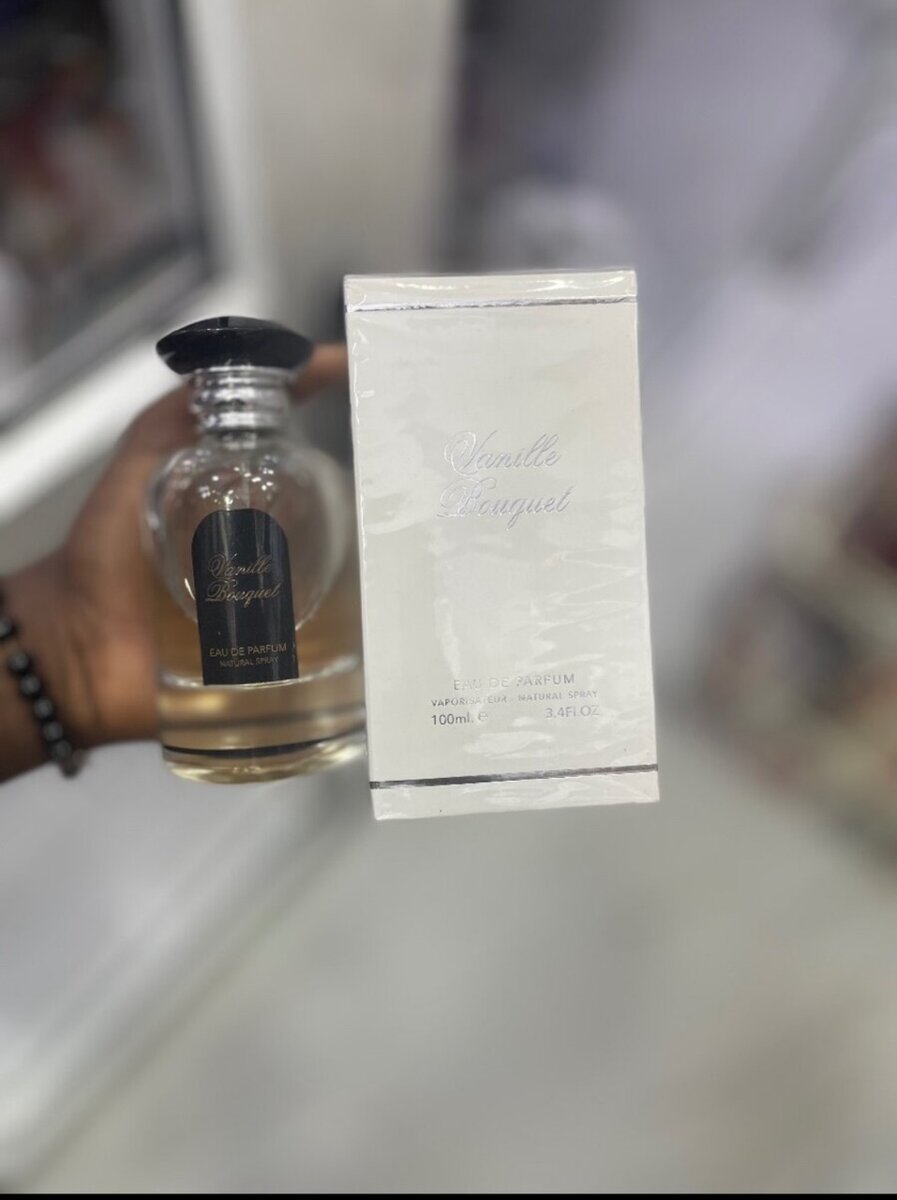 Vanille
Bouquet
EAU DE PARFUM
NATURAL SPRAY
Vanille
Bouquet
EAU DE PARFUM
VAPORISATEUR - NATURAL SPRAY
100ml. ℮ 3.4Fl.OZ